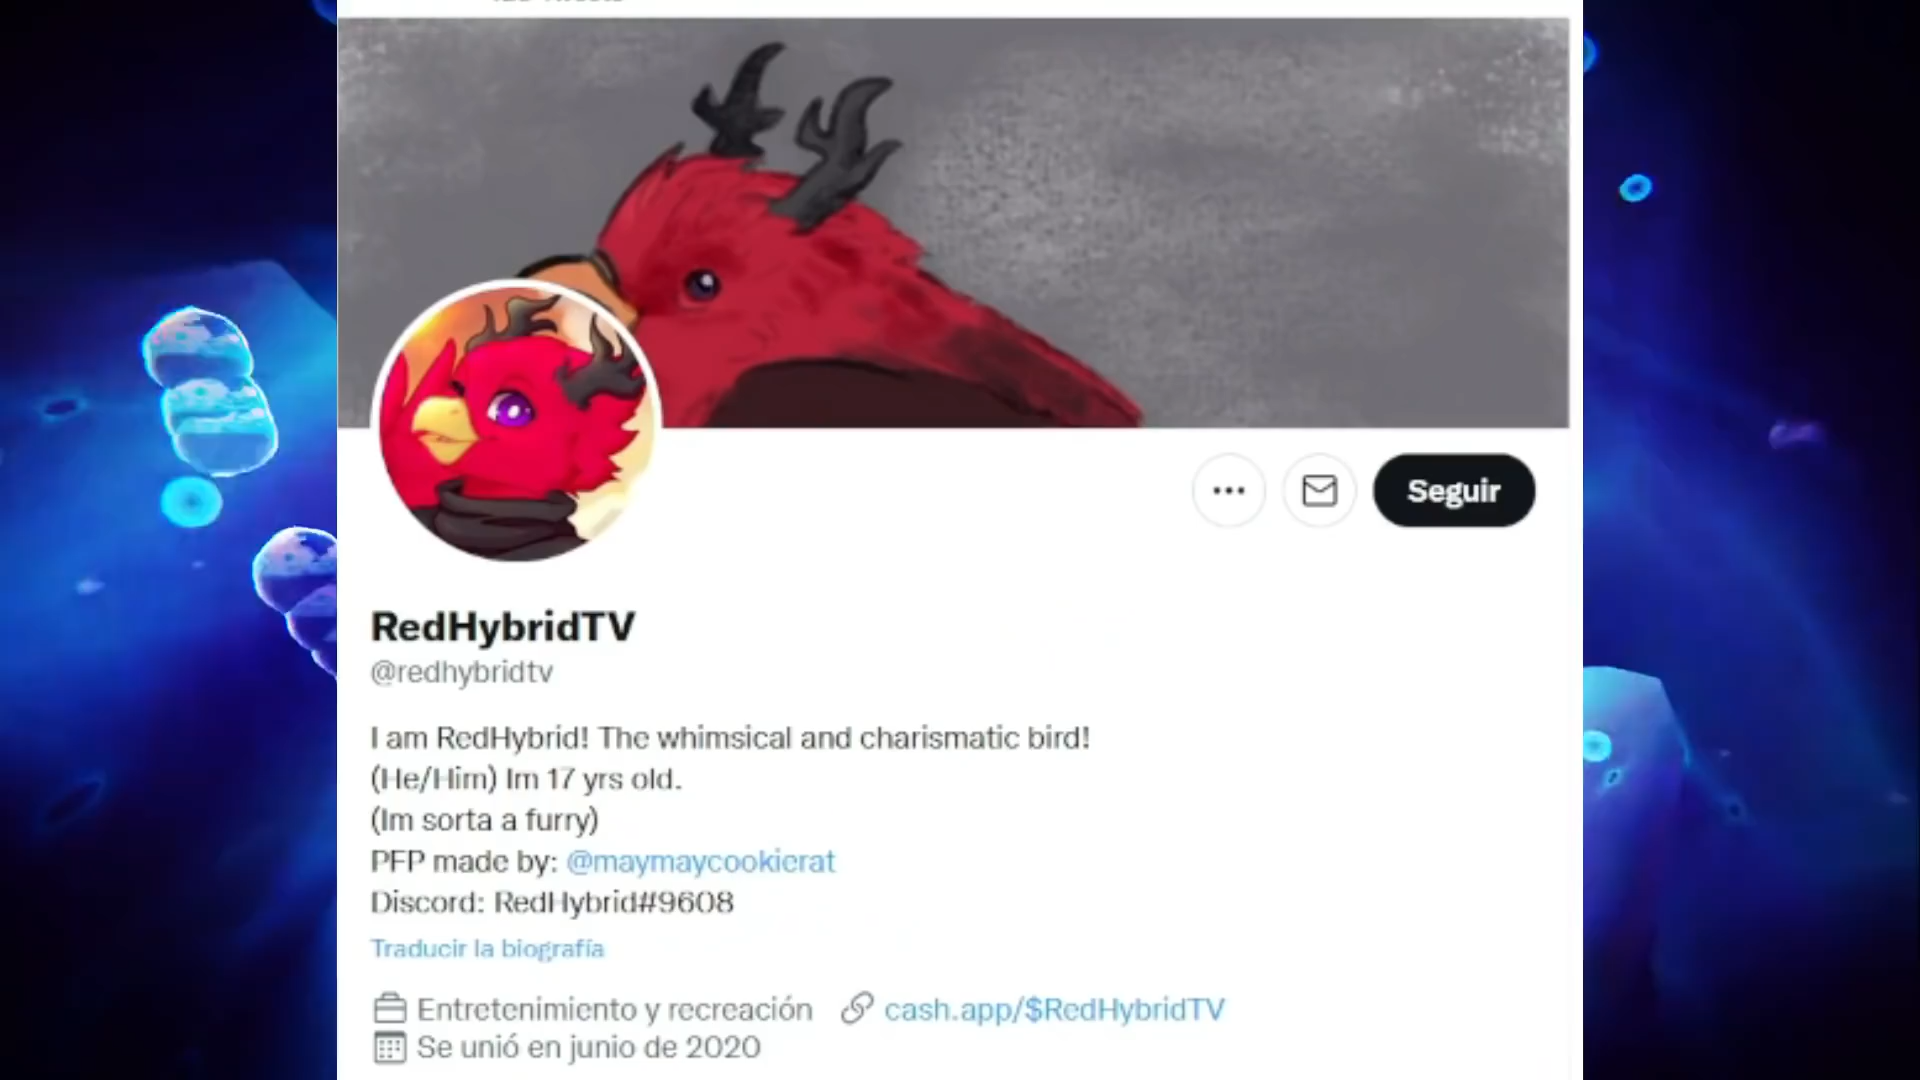 Seguir
RedHybridTV
@redhybridtv
I am RedHybrid! The whimsical and charismatic bird!
(He/Him) Im 17 yrs old.
(Im sorta a furry)
PFP made by: @maymaycookierat
Discord: RedHybrid#9608
Traducir la biografía
Entretenimiento y recreación cash.app/$RedHybridTV
Se unió en junio de 2020